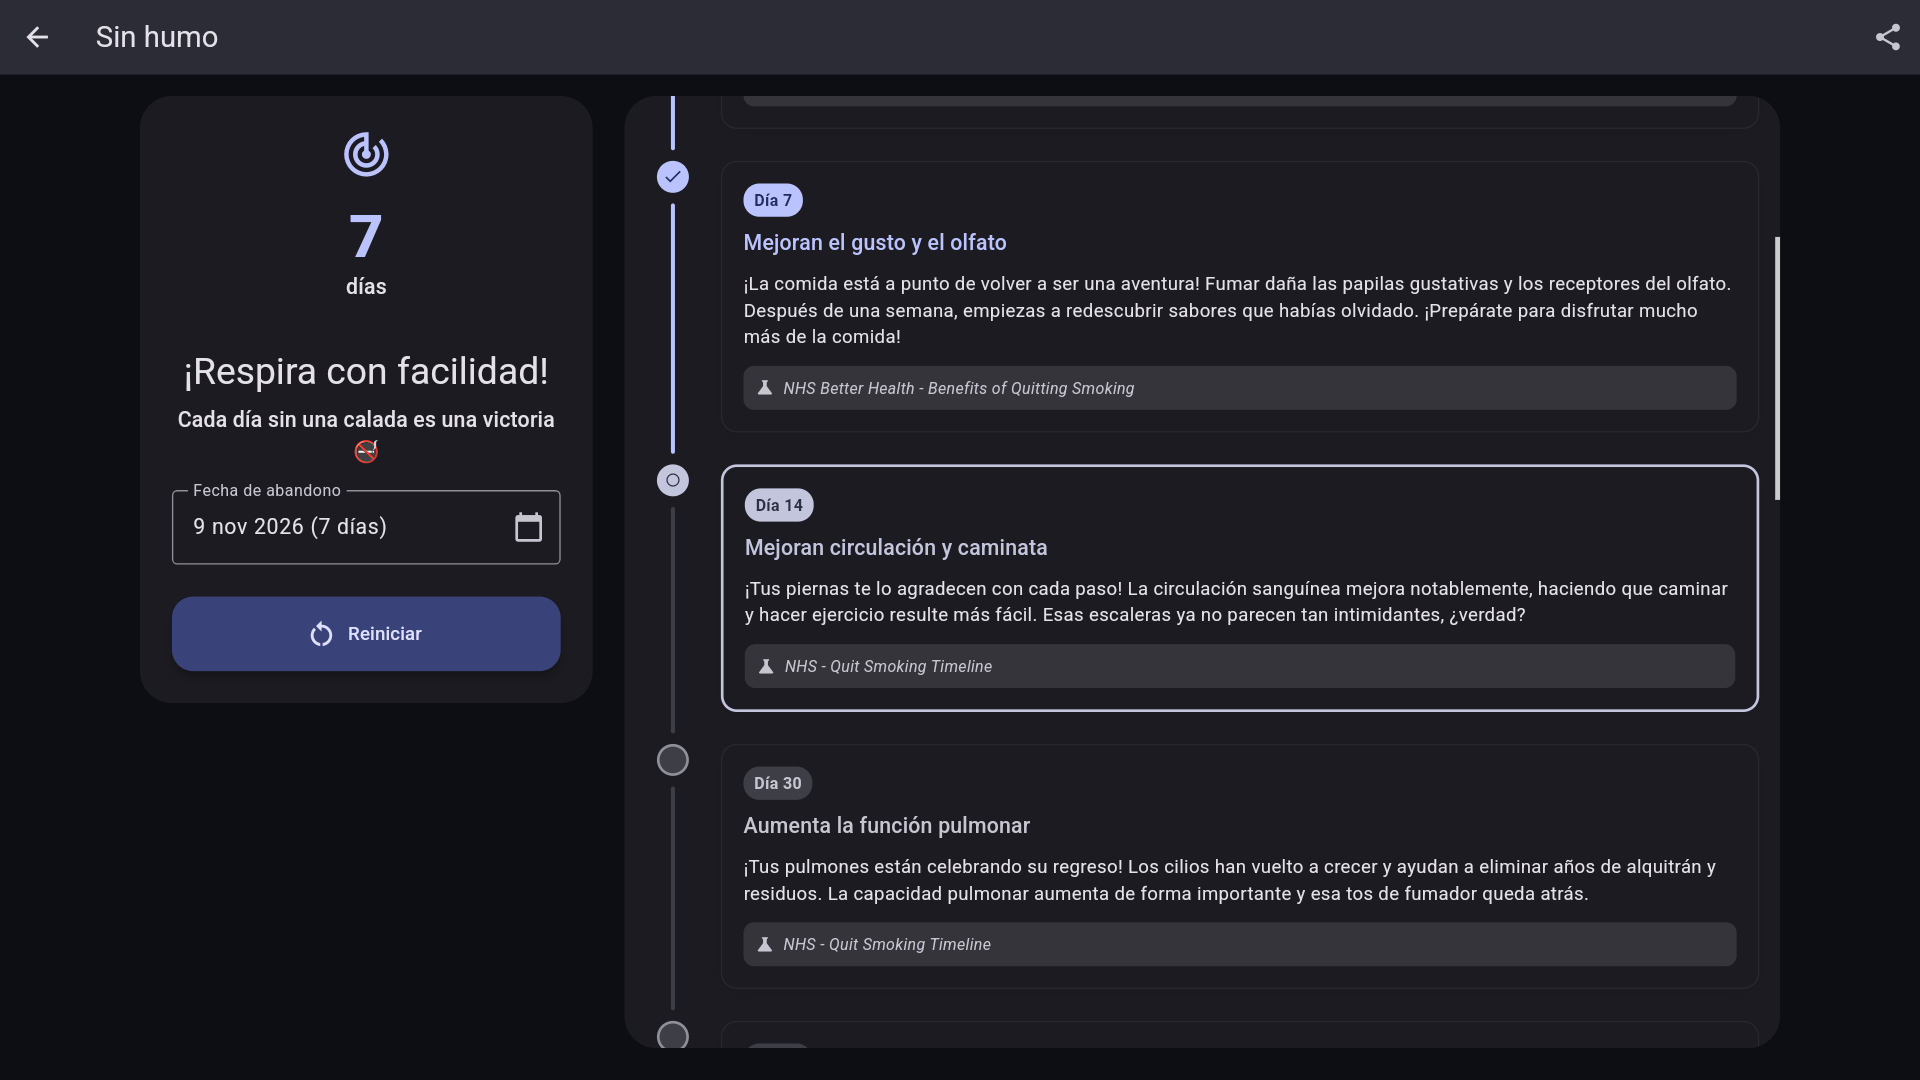 Sin humo
7
días
¡Respira con facilidad!
Cada día sin una calada es una victoria
🚭
Fecha de abandono
9 nov 2026 (7 días)
Reiniciar
Día 7
Mejoran el gusto y el olfato
¡La comida está a punto de volver a ser una aventura! Fumar daña las papilas gustativas y los receptores del olfato.
Después de una semana, empiezas a redescubrir sabores que habías olvidado. ¡Prepárate para disfrutar mucho
más de la comida!
NHS Better Health - Benefits of Quitting Smoking
Día 14
Mejoran circulación y caminata
¡Tus piernas te lo agradecen con cada paso! La circulación sanguínea mejora notablemente, haciendo que caminar
y hacer ejercicio resulte más fácil. Esas escaleras ya no parecen tan intimidantes, ¿verdad?
NHS - Quit Smoking Timeline
Día 30
Aumenta la función pulmonar
¡Tus pulmones están celebrando su regreso! Los cilios han vuelto a crecer y ayudan a eliminar años de alquitrán y
residuos. La capacidad pulmonar aumenta de forma importante y esa tos de fumador queda atrás.
NHS - Quit Smoking Timeline